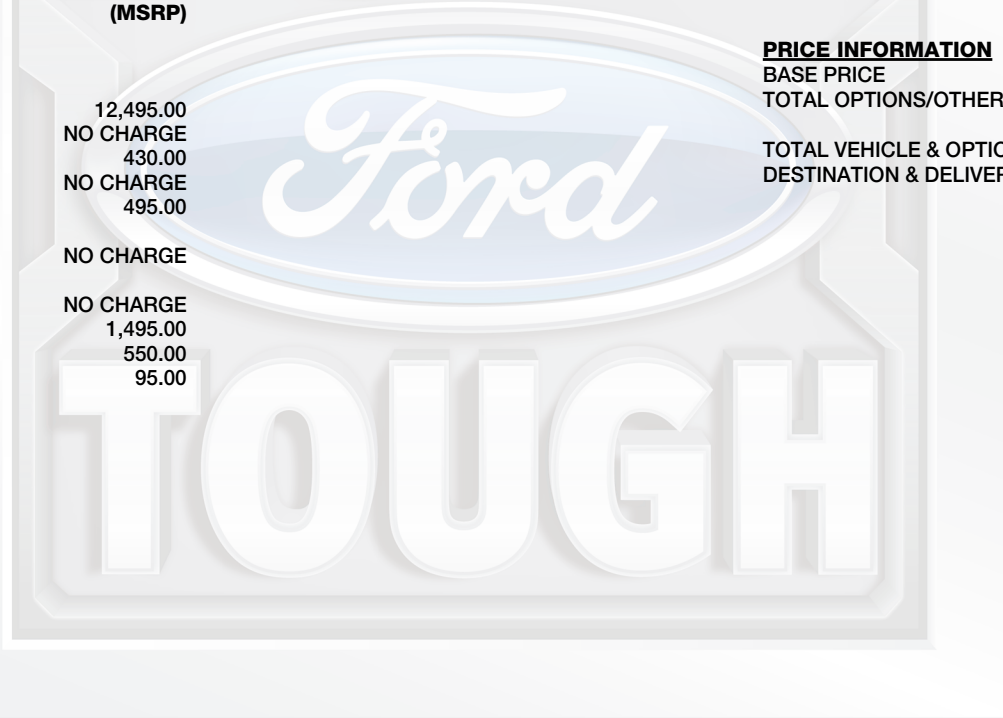 (MSRP)
12,495.00
NO CHARGE
430.00
NO CHARGE
495.00
NO CHARGE
NO CHARGE
1,495.00
550.00
95.00
PRICE INFORMATION
BASE PRICE
TOTAL OPTIONS/OTHER
TOTAL VEHICLE & OPTIO
DESTINATION & DELIVER
Ford
TOUGH